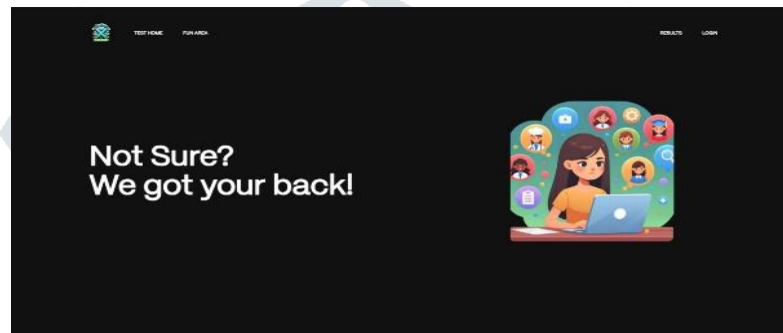 TEST HOME FUN AREA RESULTS LOGIN
Not Sure?
We got your back!